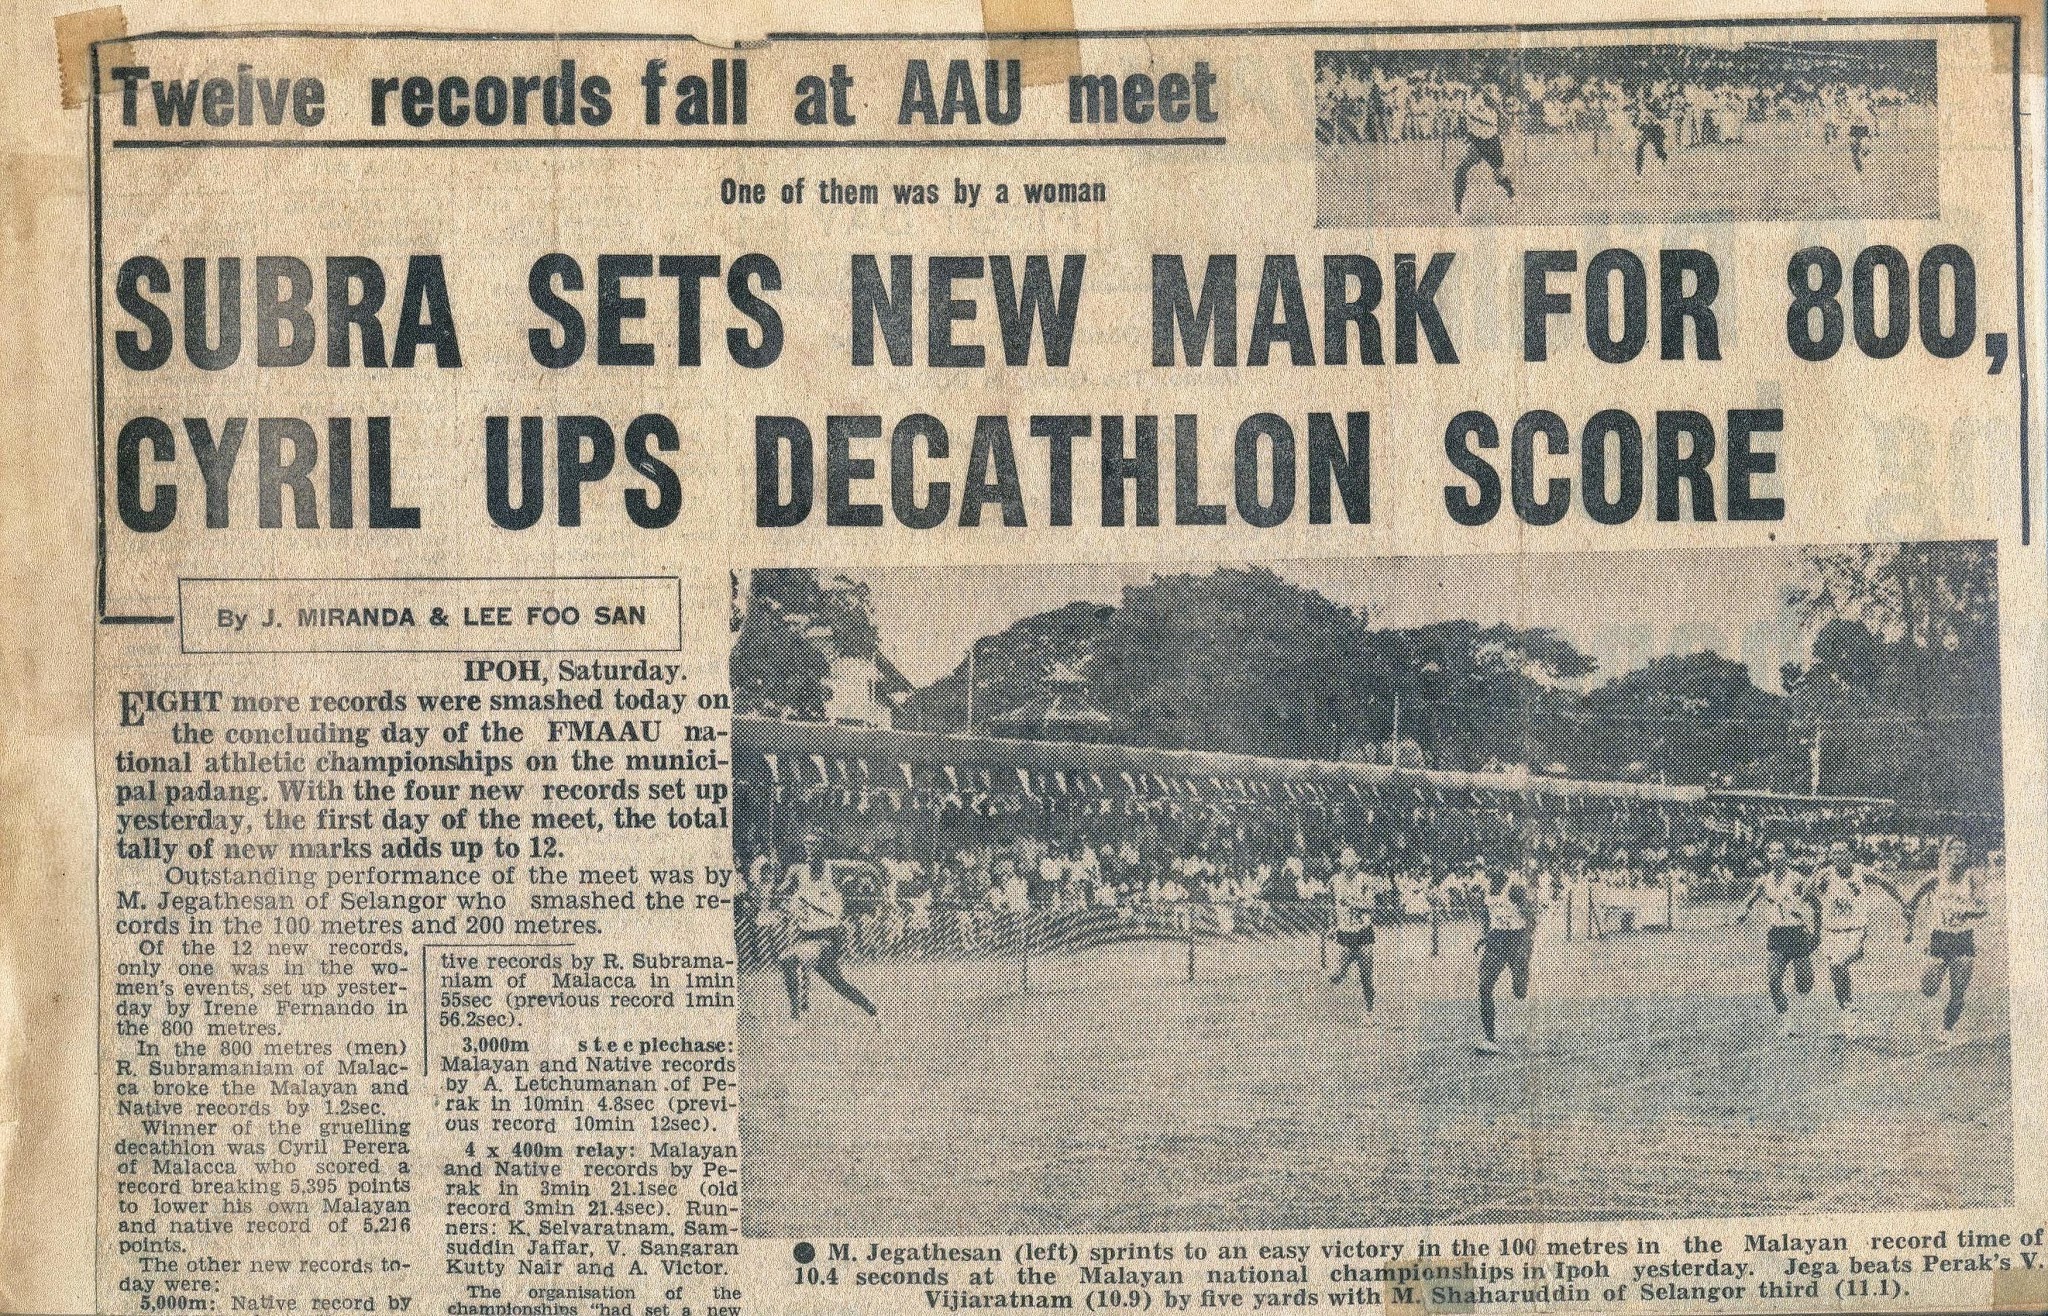 Twelve records fall at AAU meet
One of them was by a woman
SUBRA SETS NEW MARK FOR 800,
CYRIL UPS DECATHLON SCORE
By J. MIRANDA & LEE FOO SAN
IPOH, Saturday.
EIGHT more records were smashed today on
the concluding day of the FMAAU na-
tional athletic championships on the munici-
pal padang. With the four new records set up
yesterday, the first day of the meet, the total
tally of new marks adds up to 12.
Outstanding performance of the meet was by
M. Jegathesan of Selangor who smashed the re-
cords in the 100 metres and 200 metres.
Of the 12 new records,
only one was in the wo-
men's events, set up yester-
day by Irene Fernando in
the 800 metres.
In the 800 metres (men)
R. Subramaniam of Malac-
ca broke the Malayan and
Native records by 1.2sec.
Winner of the gruelling
decathlon was Cyril Perera
of Malacca who scored a
record breaking 5,395 points
to lower his own Malayan
and native record of 5,216
points.
The other new records to-
day were:
5,000m: Native record by
tive records by R. Subrama-
niam of Malacca in 1min
55sec (previous record 1min
56.2sec).
3,000m steeplechase:
Malayan and Native records
by A. Letchumanan of Pe-
rak in 10min 4.8sec (previ-
ous record 10min 12sec).
4 x 400m relay: Malayan
and Native records by Pe-
rak in 3min 21.1sec (old
record 3min 21.4sec). Run-
ners: K. Selvaratnam, Sam-
suddin Jaffar, V. Sangaran
Kutty Nair and A. Victor.
The organisation of the
championships "had set a new
● M. Jegathesan (left) sprints to an easy victory in the 100 metres in the Malayan record time of
10.4 seconds at the Malayan national championships in Ipoh yesterday. Jega beats Perak's V.
Vijiaratnam (10.9) by five yards with M. Shaharuddin of Selangor third (11.1).